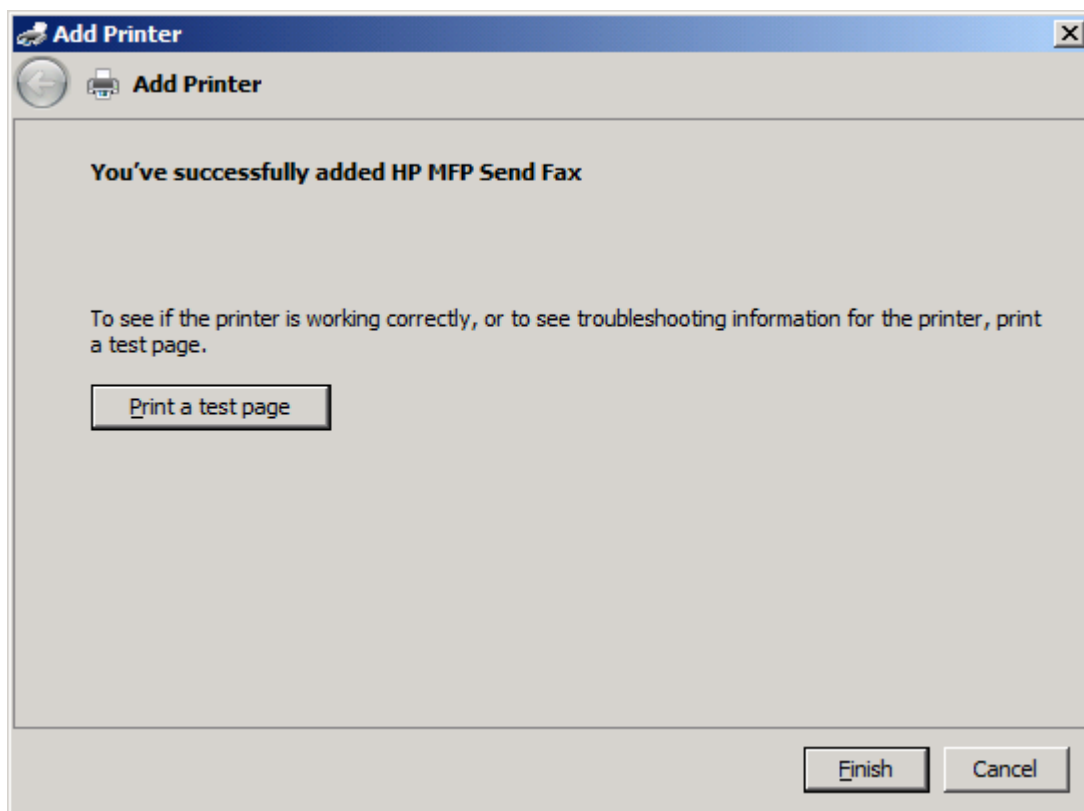 Add Printer
Add Printer
You've successfully added HP MFP Send Fax
To see if the printer is working correctly, or to see troubleshooting information for the printer, print
a test page.
Print a test page
Finish Cancel